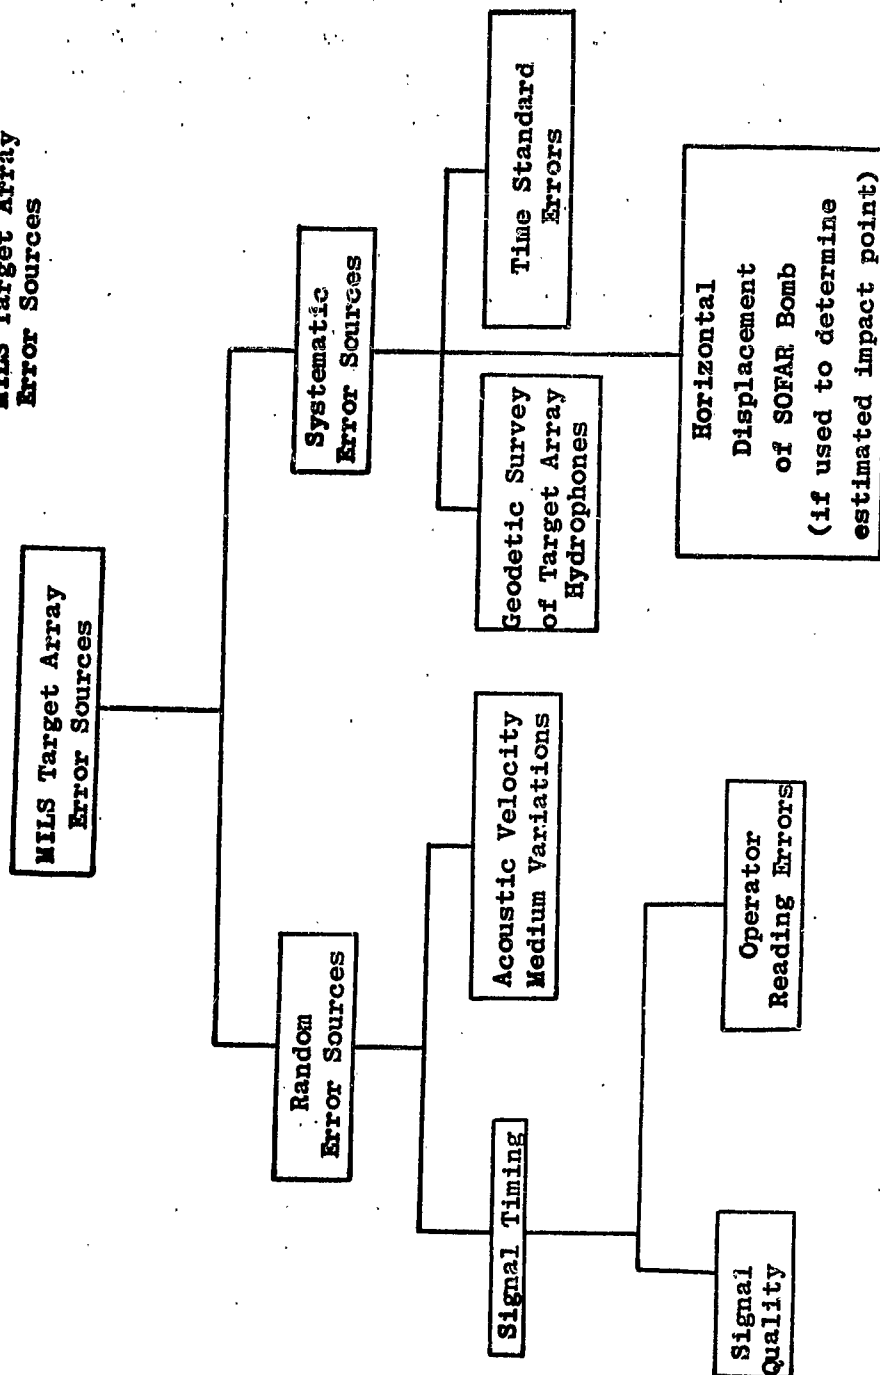 MILS Target Array
Error Sources
MILS Target Array
Error Sources
Random
Error Sources
Systematic
Error Sources
Signal Timing
Acoustic Velocity
Medium Variations
Geodetic Survey
of Target Array
Hydrophones
Time Standard
Errors
Signal
Quality
Operator
Reading Errors
Horizontal
Displacement
of SOFAR Bomb
(if used to determine
estimated impact point)